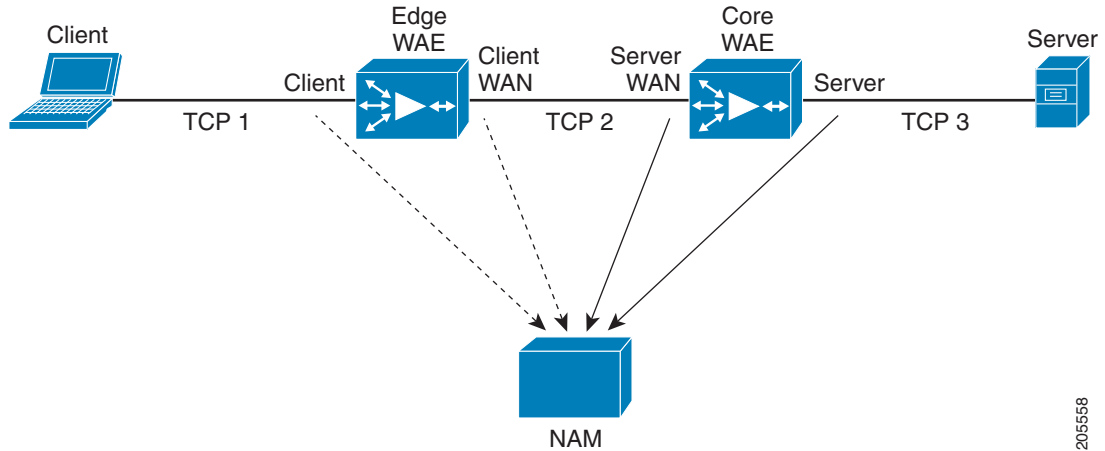 Client
Edge
WAE
Core
WAE
Server
Client
Client
WAN
Server
WAN
Server
TCP 1
TCP 2
TCP 3
NAM
205558